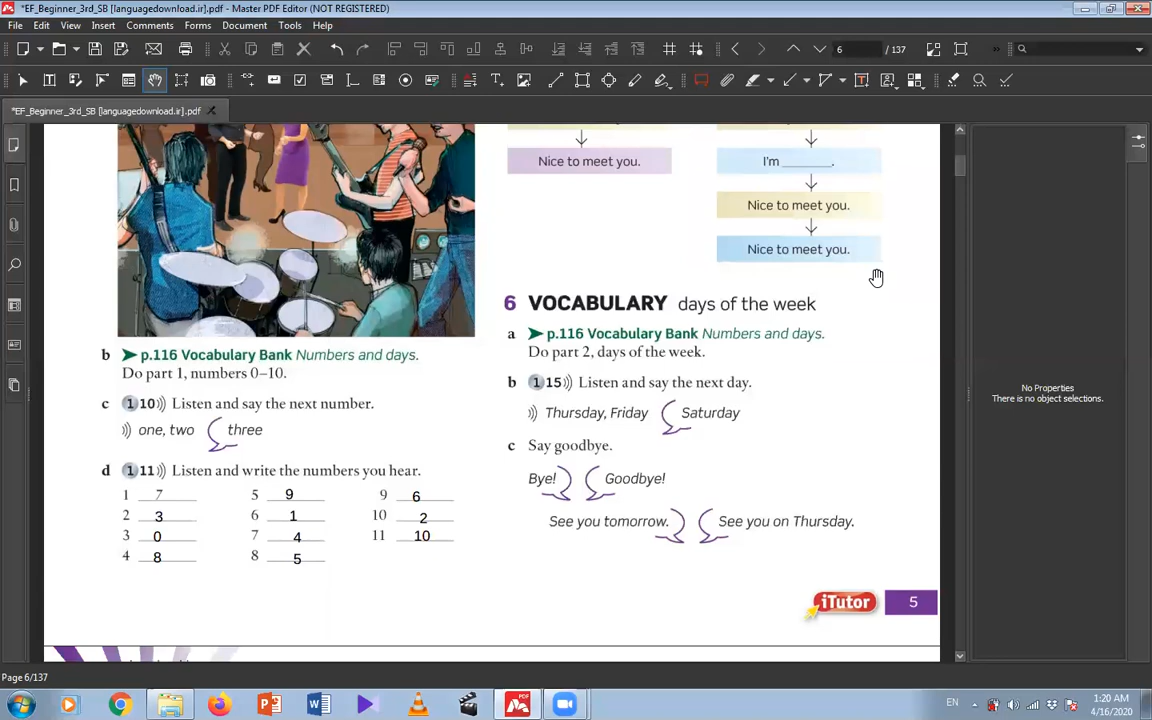 *EF_Beginner_3rd_SB [languagedownload.ir].pdf - Master PDF Editor (NOT REGISTERED)
File Edit View Insert Comments Forms Document Tools Help
6 / 137
*EF_Beginner_3rd_SB [languagedownload.ir].pdf
b p.116 Vocabulary Bank Numbers and days.
Do part 1, numbers 0–10.
c 1 10 Listen and say the next number.
one, two three
d 1 11 Listen and write the numbers you hear.
1 7 5 9 9 6
2 3 6 1 10 2
3 0 7 4 11 10
4 8 8 5
Nice to meet you.
I'm ______.
Nice to meet you.
Nice to meet you.
6 VOCABULARY days of the week
a p.116 Vocabulary Bank Numbers and days.
Do part 2, days of the week.
b 1 15 Listen and say the next day.
Thursday, Friday Saturday
c Say goodbye.
Bye! Goodbye!
See you tomorrow. See you on Thursday.
iTutor 5
No Properties
There is no object selections.
Page 6/137
EN
1:20 AM
4/16/2020